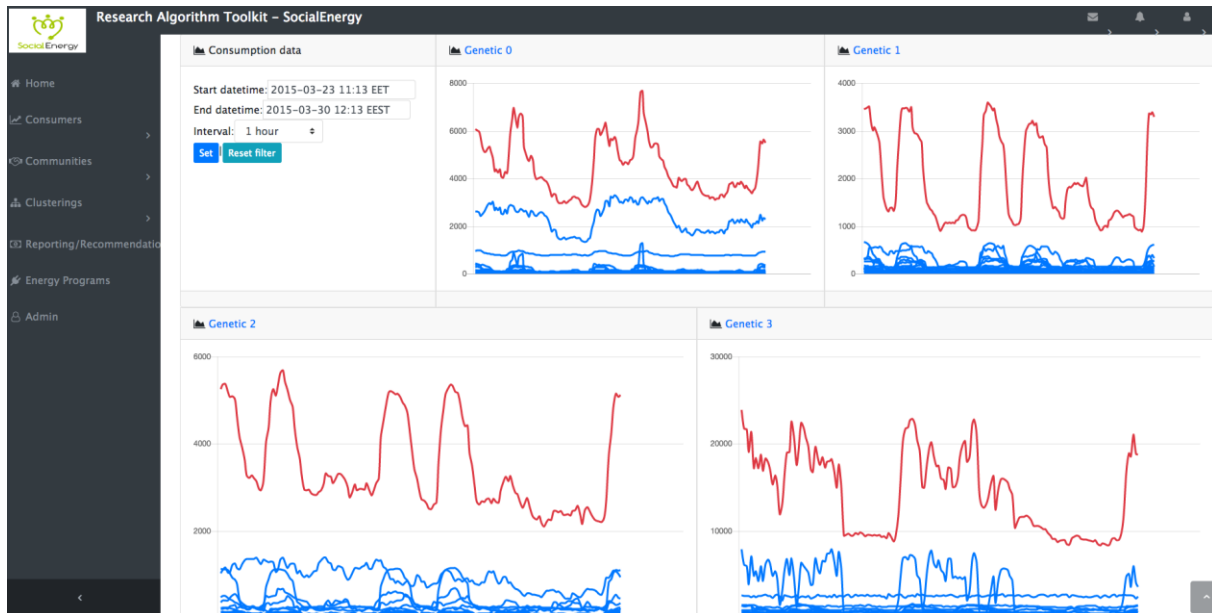 Research Algorithm Toolkit – SocialEnergy
Social Energy
Home
Consumers
Communities
Clusterings
Reporting/Recommendatio
Energy Programs
Admin
Consumption data
Start datetime: 2015-03-23 11:13 EET
End datetime: 2015-03-30 12:13 EEST
Interval: 1 hour
Set Reset filter
Genetic 0
8000
6000
4000
2000
0
Genetic 1
4000
3000
2000
1000
0
Genetic 2
6000
4000
2000
Genetic 3
30000
20000
10000